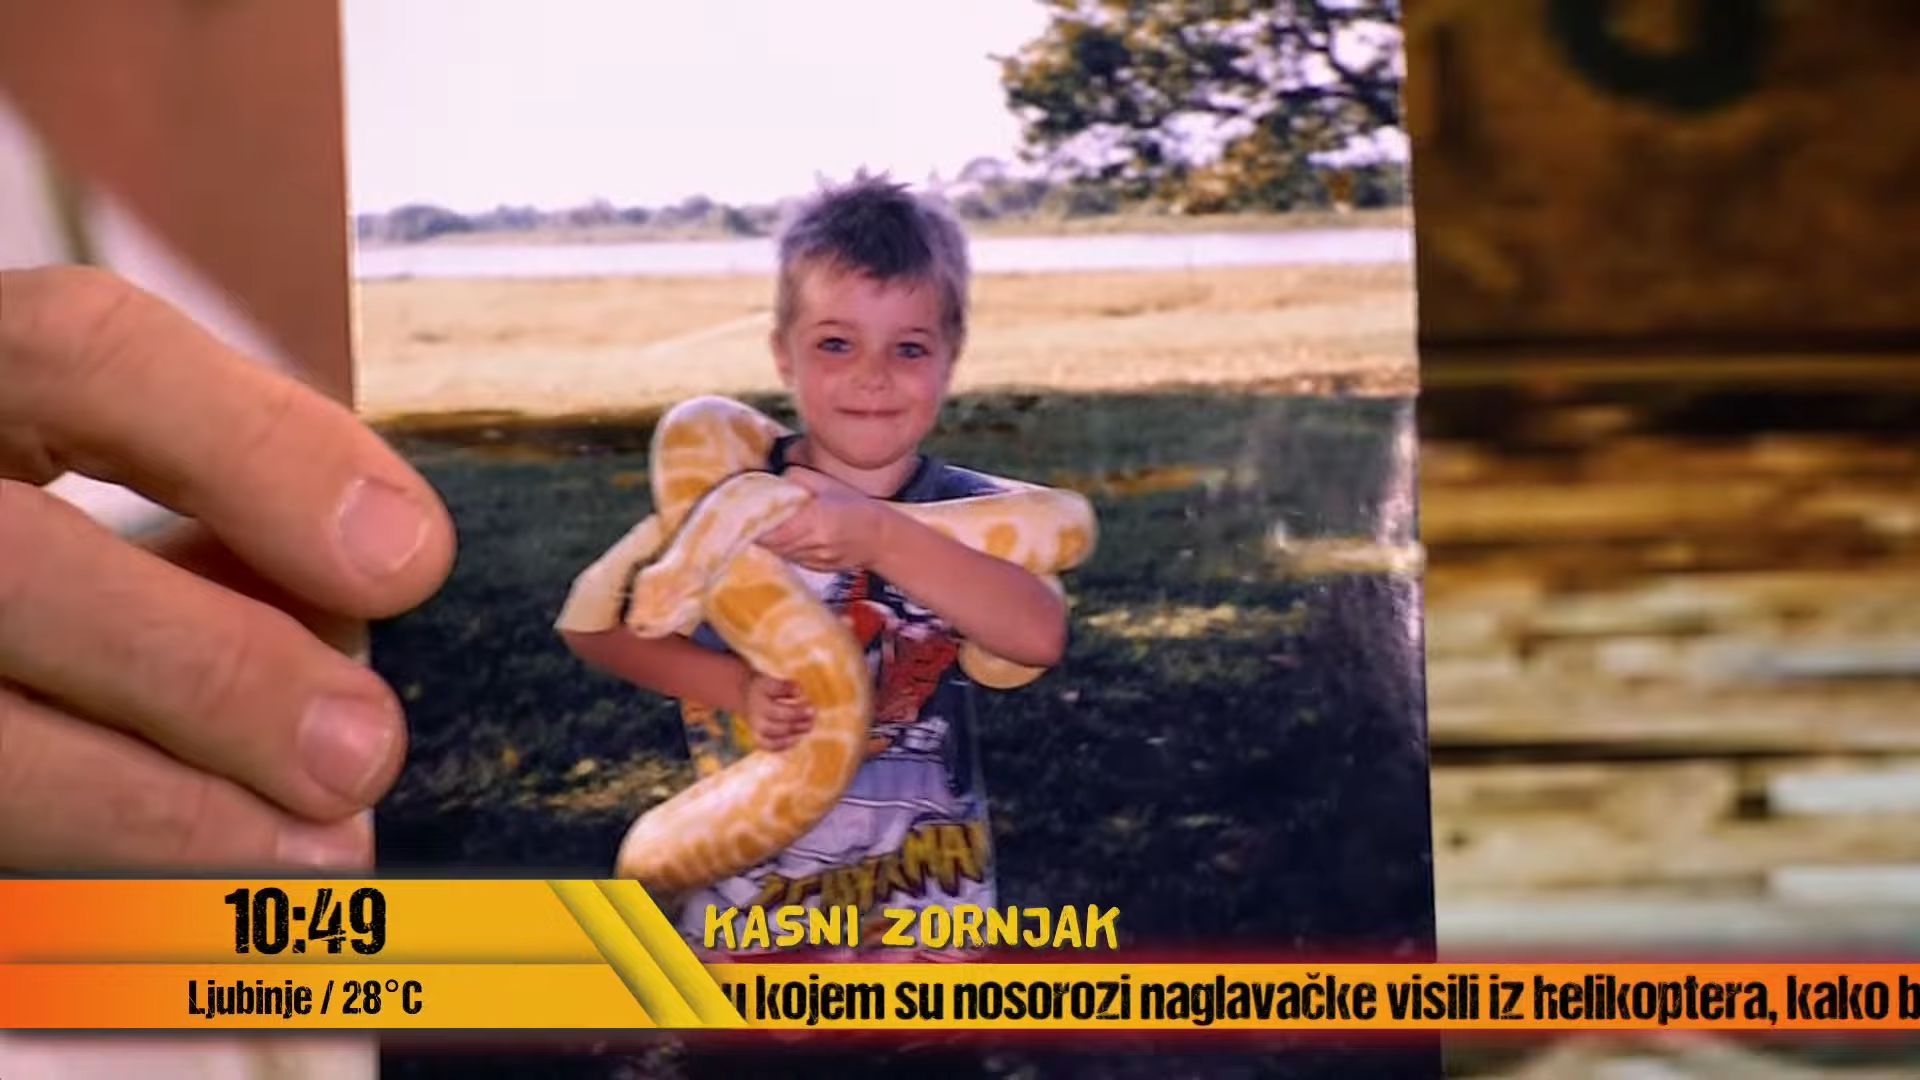 10:49
KASNI ZORNJAK
Ljubinje / 28°C
u kojem su nosorozi naglavačke visili iz helikoptera, kako b